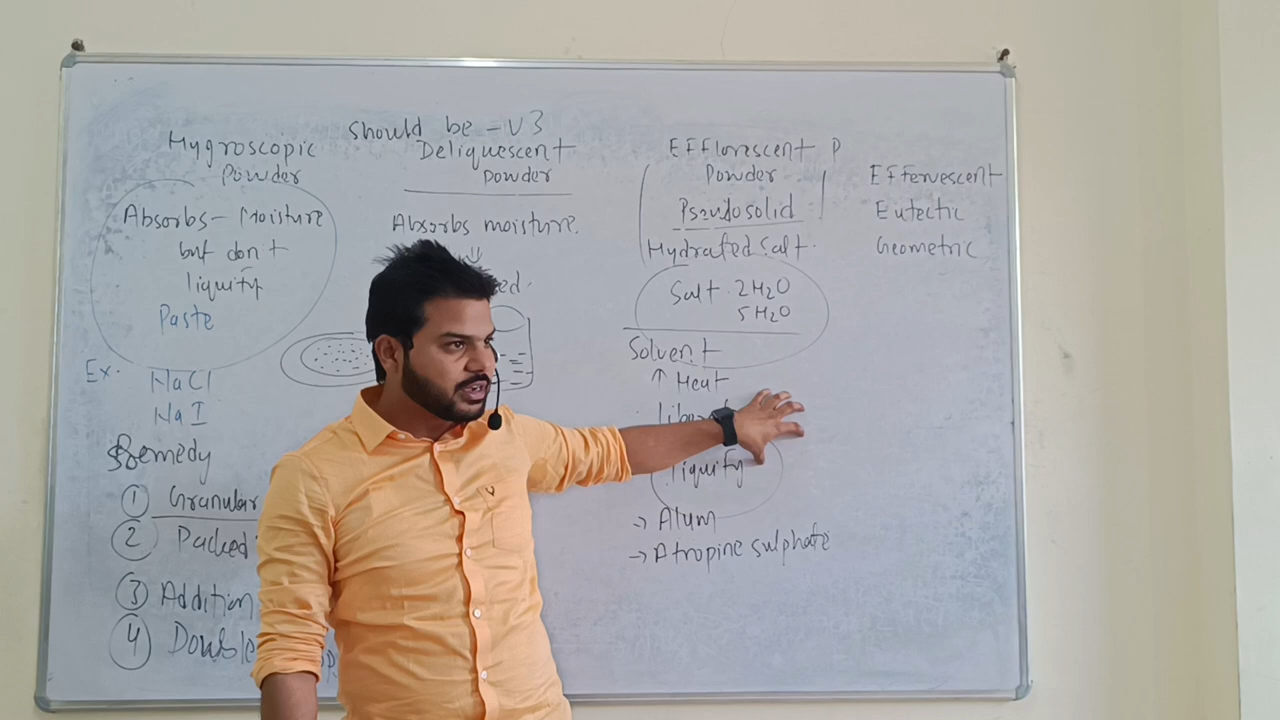 should be - V3
Hygroscopic
Powder
Absorbs - Moisture
but don't
liquify
Paste
Ex.
NaCl
NaI
Remedy
① Granular
② Packed
③ Addition
④ Double
Deliquescent
Powder
Absorbs moisture.
Efflorescent P
Powder
Pseudosolid
Hydrated salt.
Salt. 2H2O
5H2O
Solvent
↑ Heat
liquify
→ Alum
→ Atropine sulphate
Effervescent
Eutectic
Geometric